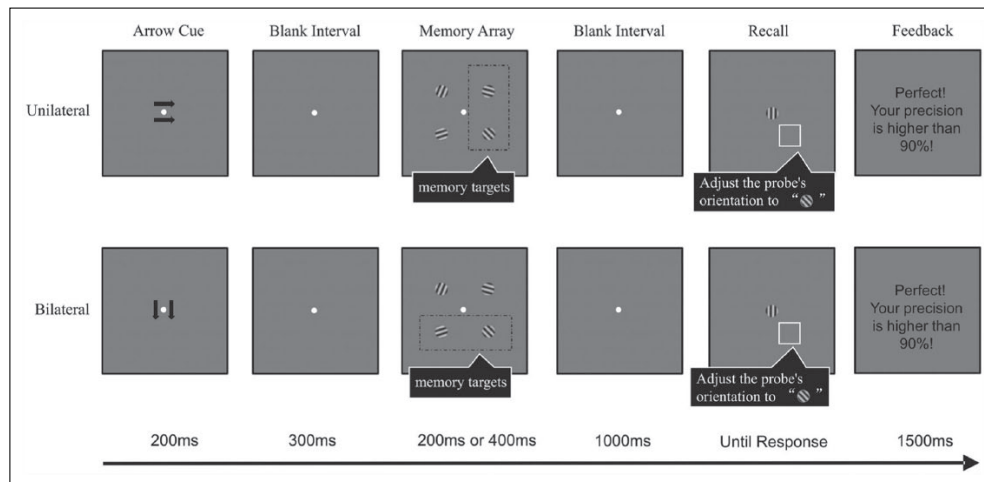 Arrow Cue
Blank Interval
Memory Array
Blank Interval
Recall
Feedback
Unilateral
memory targets
Adjust the probe's
orientation to “ ”
Perfect!
Your precision
is higher than
90%!
Bilateral
memory targets
Adjust the probe's
orientation to “ ”
Perfect!
Your precision
is higher than
90%!
200ms
300ms
200ms or 400ms
1000ms
Until Response
1500ms